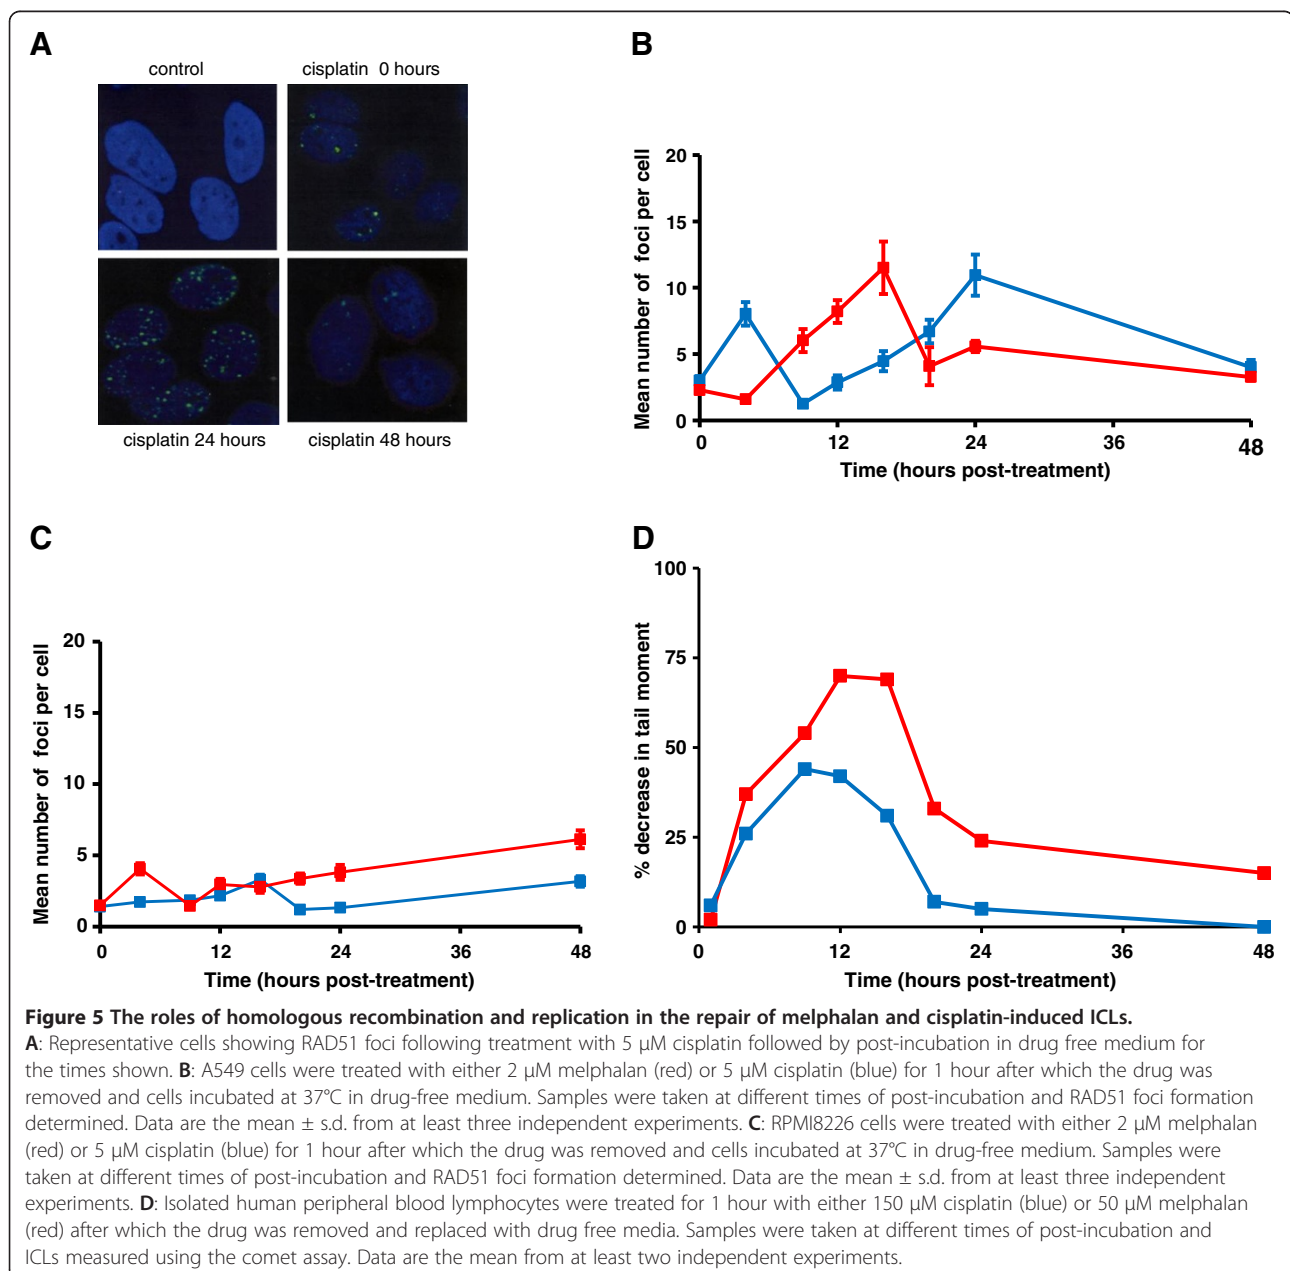 A
control
cisplatin 0 hours
cisplatin 24 hours
cisplatin 48 hours
B
Mean number of foci per cell
20
15
10
5
0
0 12 24 36 48
Time (hours post-treatment)
C
Mean number of foci per cell
20
15
10
5
0
0 12 24 36 48
Time (hours post-treatment)
D
% decrease in tail moment
100
75
50
25
0
0 12 24 36 48
Time (hours post-treatment)
Figure 5 The roles of homologous recombination and replication in the repair of melphalan and cisplatin-induced ICLs.
A: Representative cells showing RAD51 foci following treatment with 5 μM cisplatin followed by post-incubation in drug free medium for
the times shown. B: A549 cells were treated with either 2 μM melphalan (red) or 5 μM cisplatin (blue) for 1 hour after which the drug was
removed and cells incubated at 37°C in drug-free medium. Samples were taken at different times of post-incubation and RAD51 foci formation
determined. Data are the mean ± s.d. from at least three independent experiments. C: RPMI8226 cells were treated with either 2 μM melphalan
(red) or 5 μM cisplatin (blue) for 1 hour after which the drug was removed and cells incubated at 37°C in drug-free medium. Samples were
taken at different times of post-incubation and RAD51 foci formation determined. Data are the mean ± s.d. from at least three independent
experiments. D: Isolated human peripheral blood lymphocytes were treated for 1 hour with either 150 μM cisplatin (blue) or 50 μM melphalan
(red) after which the drug was removed and replaced with drug free media. Samples were taken at different times of post-incubation and
ICLs measured using the comet assay. Data are the mean from at least two independent experiments.